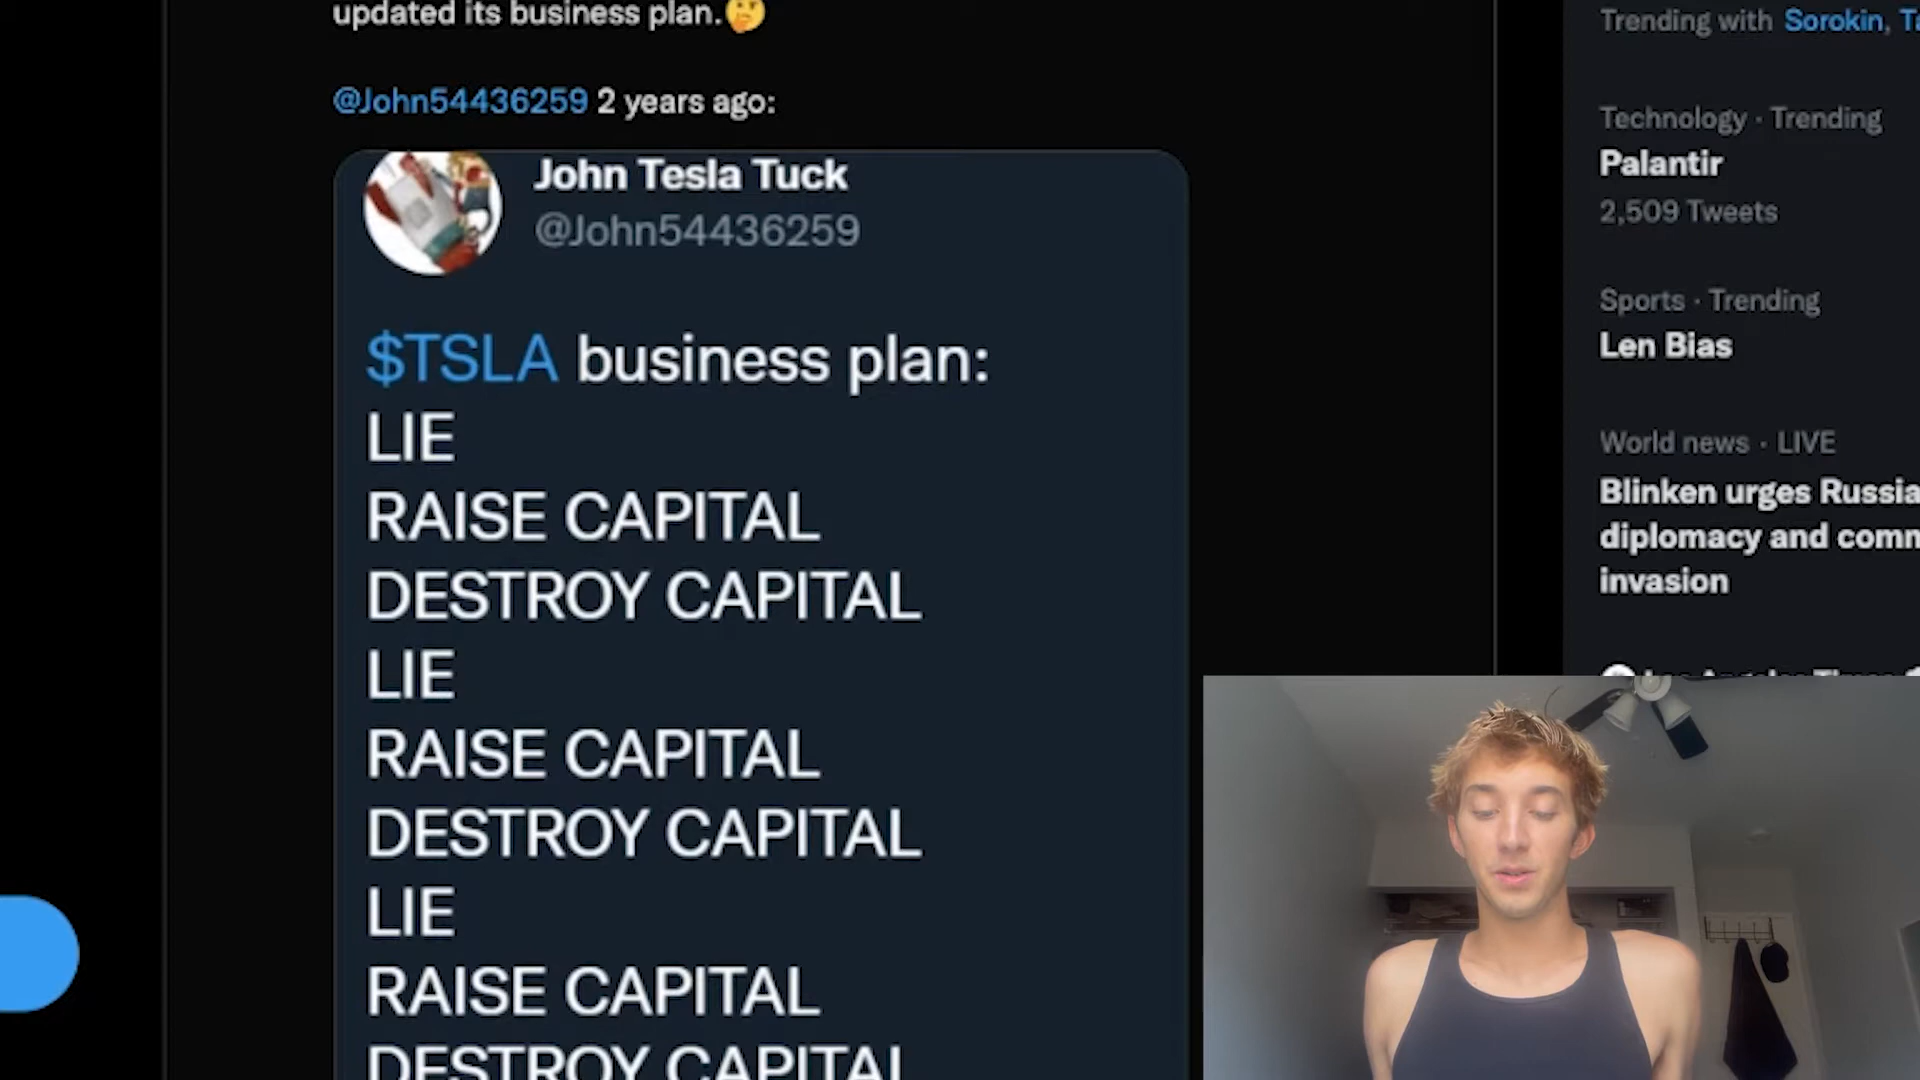 updated its business plan.🤔
@John54436259 2 years ago:
John Tesla Tuck
@John54436259
$TSLA business plan:
LIE
RAISE CAPITAL
DESTROY CAPITAL
LIE
RAISE CAPITAL
DESTROY CAPITAL
LIE
RAISE CAPITAL
DESTROY CAPITAL
Trending with Sorokin,
Technology · Trending
Palantir
2,509 Tweets
Sports · Trending
Len Bias
World news · LIVE
Blinken urges Russia
diplomacy and
invasion